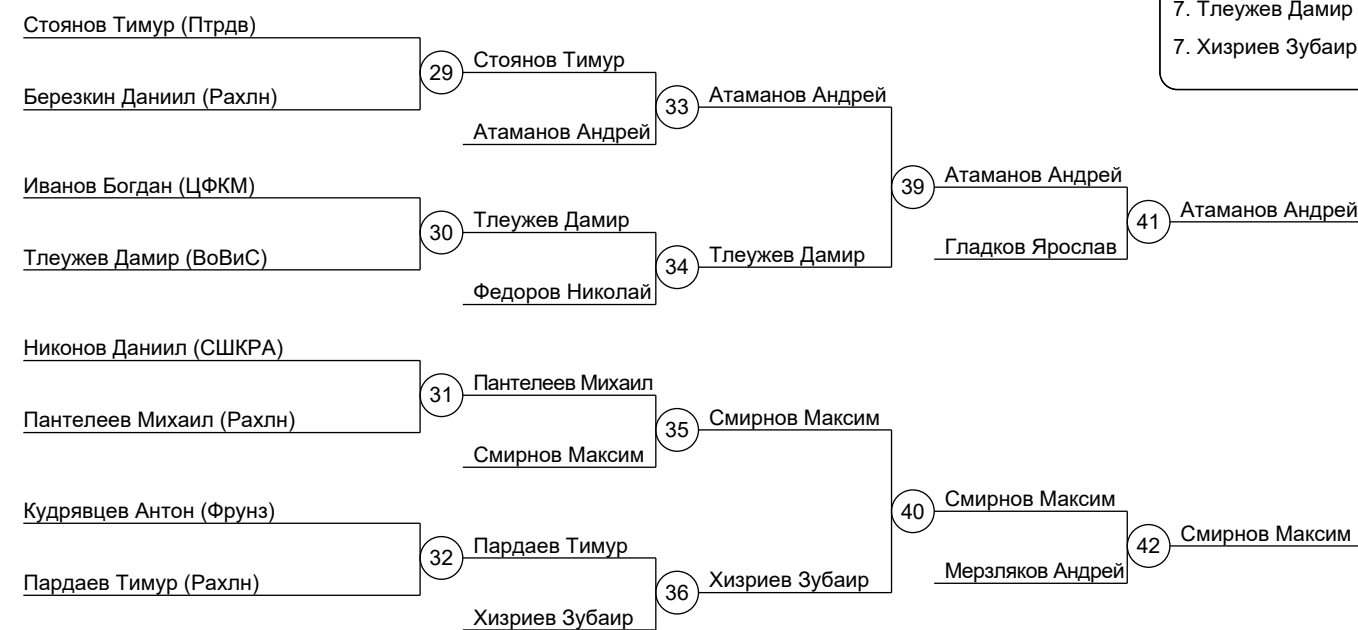 7. Тлеужев Дамир
7. Хизриев Зубаир
Стоянов Тимур (Птрдв)
Березкин Даниил (Рахлн)
29
Стоянов Тимур
Атаманов Андрей
33
Атаманов Андрей
Иванов Богдан (ЦФКМ)
Тлеужев Дамир (ВоВиС)
30
Тлеужев Дамир
Федоров Николай
34
Тлеужев Дамир
39
Атаманов Андрей
Гладков Ярослав
41
Атаманов Андрей
Никонов Даниил (СШКРА)
Пантелеев Михаил (Рахлн)
31
Пантелеев Михаил
Смирнов Максим
35
Смирнов Максим
Кудрявцев Антон (Фрунз)
Пардаев Тимур (Рахлн)
32
Пардаев Тимур
Хизриев Зубаир
36
Хизриев Зубаир
40
Смирнов Максим
Мерзляков Андрей
42
Смирнов Максим